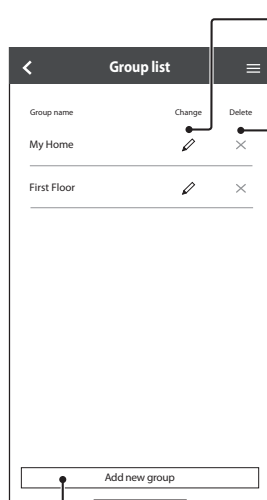 Group list
Group name Change Delete
My Home
First Floor
Add new group